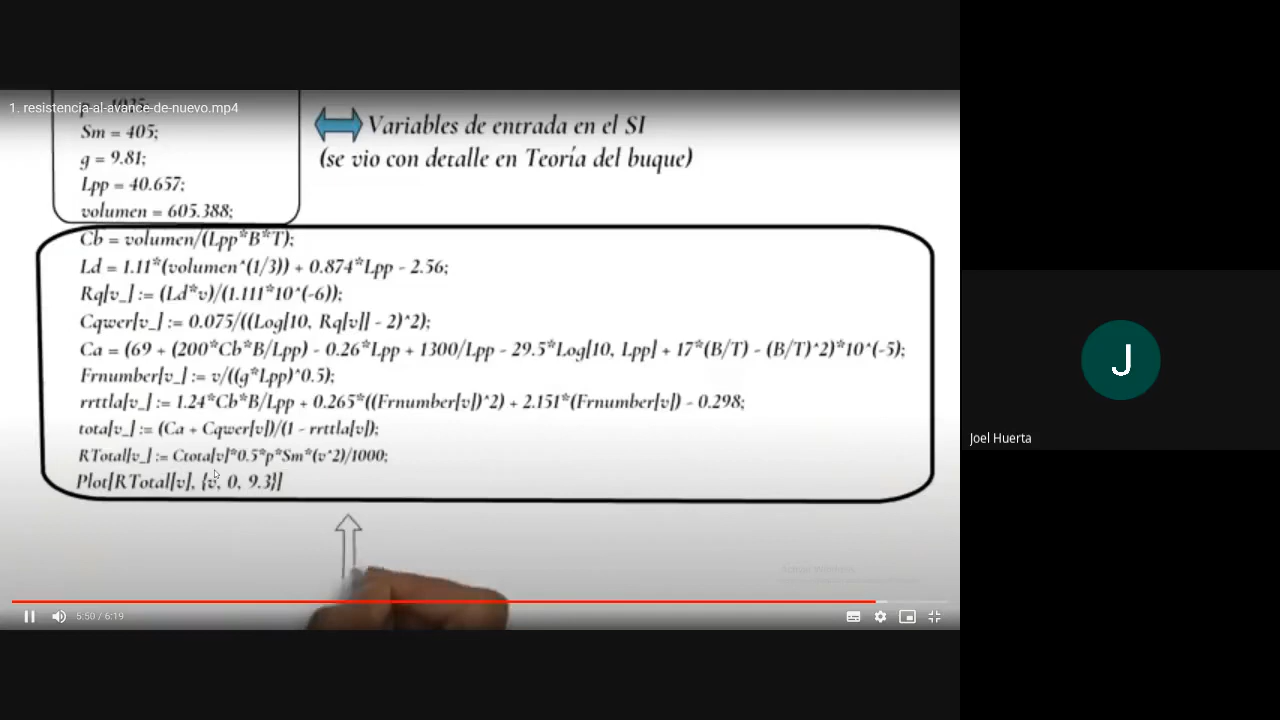 1. resistencia-al-avance-de-nuevo.mp4
Sm = 405;
g = 9.81;
Lpp = 40.657;
volumen = 605.388;
Variables de entrada en el SI
(se vio con detalle en Teoría del buque)
Cb = volumen/(Lpp*B*T);
Ld = 1.11*(volumen^(1/3)) + 0.874*Lpp - 2.56;
Rq[v_] := (Ld*v)/(1.111*10^(-6));
Cqwer[v_] := 0.075/((Log[10, Rq[v]] - 2)^2);
Ca = (69 + (200*Cb*B/Lpp) - 0.26*Lpp + 1300/Lpp - 29.5*Log[10, Lpp] + 17*(B/T) - (B/T)^2)*10^(-5);
Frnumber[v_] := v/((g*Lpp)^0.5);
rrttla[v_] := 1.24*Cb*B/Lpp + 0.265*((Frnumber[v])^2) + 2.151*(Frnumber[v]) - 0.298;
tota[v_] := (Ca + Cqwer[v])/(1 - rrttla[v]);
RTotal[v_] := Ctota[v]*0.5*p*Sm*(v^2)/1000;
Plot[RTotal[v], {v, 0, 9.3}]
5:50 / 6:19
J
Joel Huerta